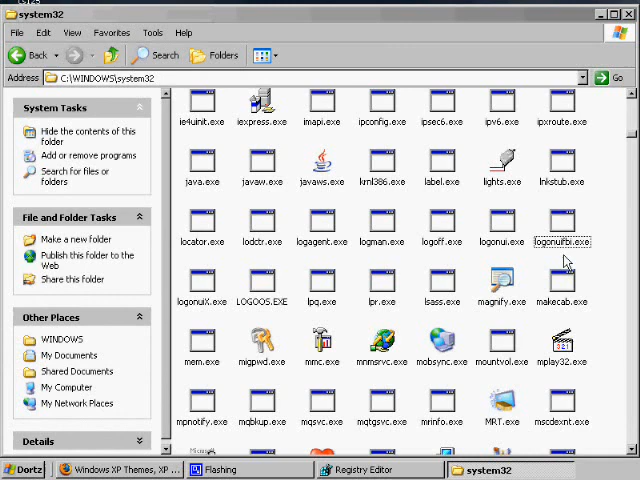 system32
File Edit View Favorites Tools Help
Back Search Folders
Address C:\WINDOWS\system32 Go
System Tasks
Hide the contents of this
folder
Add or remove programs
Search for files or
folders
File and Folder Tasks
Make a new folder
Publish this folder to the
Web
Share this folder
Other Places
WINDOWS
My Documents
Shared Documents
My Computer
My Network Places
Details
ie4uinit.exe iexpress.exe imapi.exe ipconfig.exe ipsec6.exe ipv6.exe ipxroute.exe
java.exe javaw.exe javaws.exe krnl386.exe label.exe lights.exe lnkstub.exe
locator.exe lodctr.exe logagent.exe logman.exe logoff.exe logonui.exe logonuifbi.exe
logonuiX.exe LOGOOS.EXE lpq.exe lpr.exe lsass.exe magnify.exe makecab.exe
mem.exe migpwd.exe mmc.exe mnmsrvc.exe mobsync.exe mountvol.exe mplay32.exe
321
mpnotify.exe mqbkup.exe mqsvc.exe mqtgsvc.exe mrinfo.exe MRT.exe mscdexnt.exe
Microsoft
Dortz Windows XP Themes, XP ... Flashing Registry Editor system32